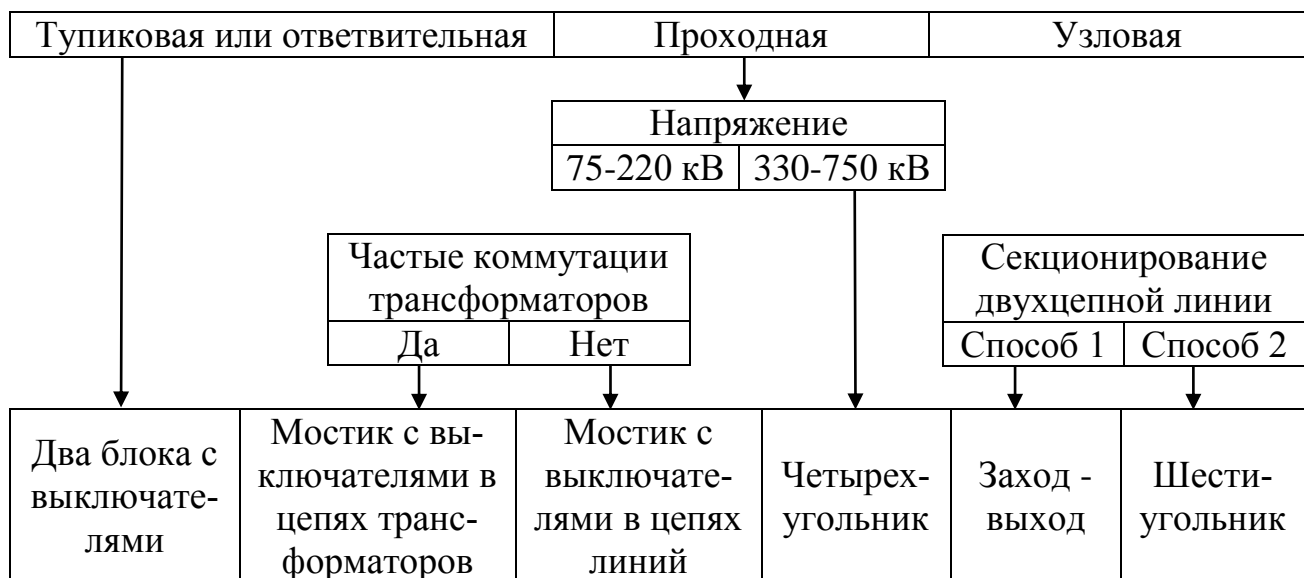 Тупиковая или ответвительная
Проходная
Узловая
Напряжение
75-220 кВ
330-750 кВ
Частые коммутации
трансформаторов
Да
Нет
Секционирование
двухцепной линии
Способ 1
Способ 2
Два блока с
выключате-
лями
Мостик с вы-
ключателями в
цепях транс-
форматоров
Мостик с
выключате-
лями в цепях
линий
Четырех-
угольник
Заход -
выход
Шести-
угольник